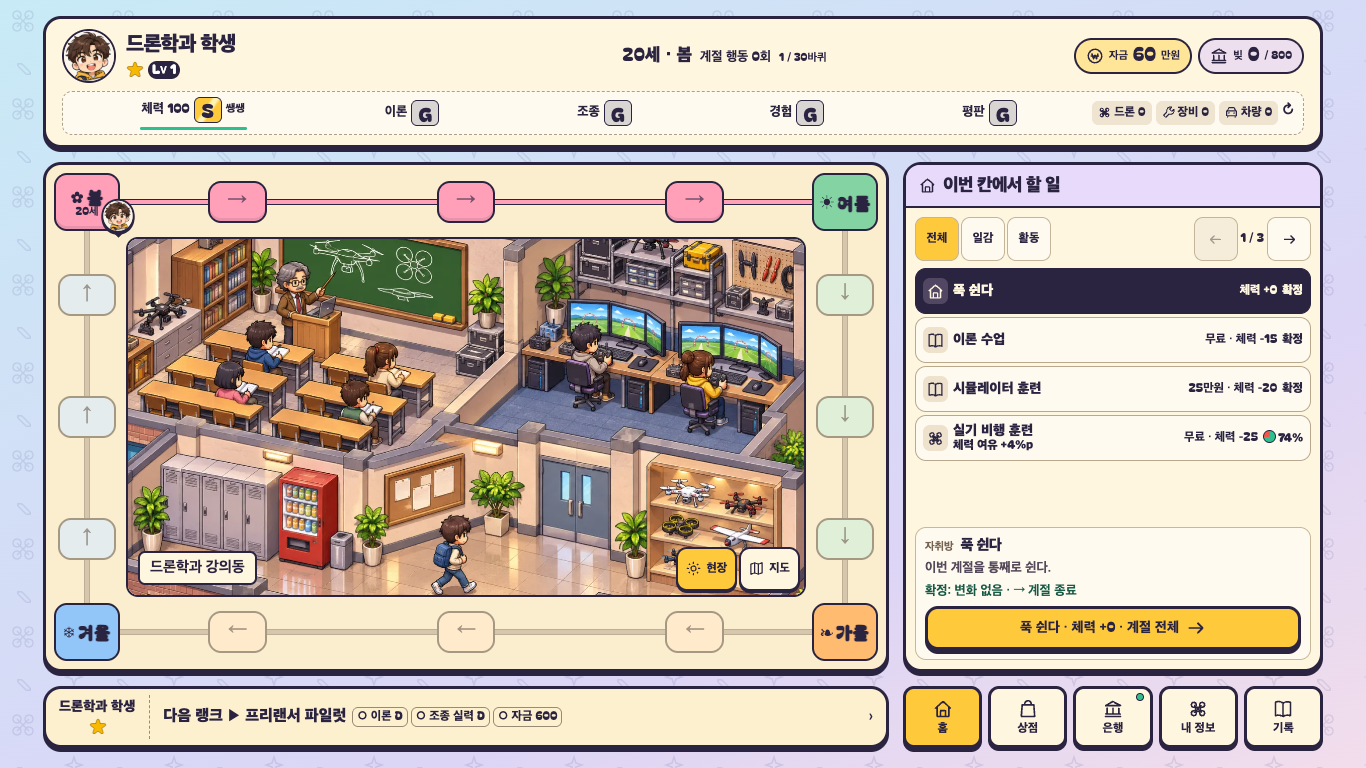 드론학과 학생
Lv 1
20세 · 봄 계절 행동 0회 1 / 30바퀴
자금 60 만원
빚 0 / 800
체력 100 S 쌩쌩
이론 G
조종 G
경험 G
평판 G
드론 0
장비 0
차량 0
봄
20세
여름
드론학과 강의동
현장
지도
겨울
가을
이번 칸에서 할 일
전체
일감
활동
1 / 3
푹 쉰다
체력 +0 확정
이론 수업
무료 · 체력 -15 확정
시뮬레이터 훈련
25만원 · 체력 -20 확정
실기 비행 훈련
체력 여유 +4%p
무료 · 체력 -25 74%
자취방 푹 쉰다
이번 계절을 통째로 쉰다.
확정: 변화 없음 · → 계절 종료
푹 쉰다 · 체력 +0 · 계절 전체 →
드론학과 학생
다음 랭크 ▶ 프리랜서 파일럿
이론 D
조종 실력 D
자금 600
홈
상점
은행
내 정보
기록